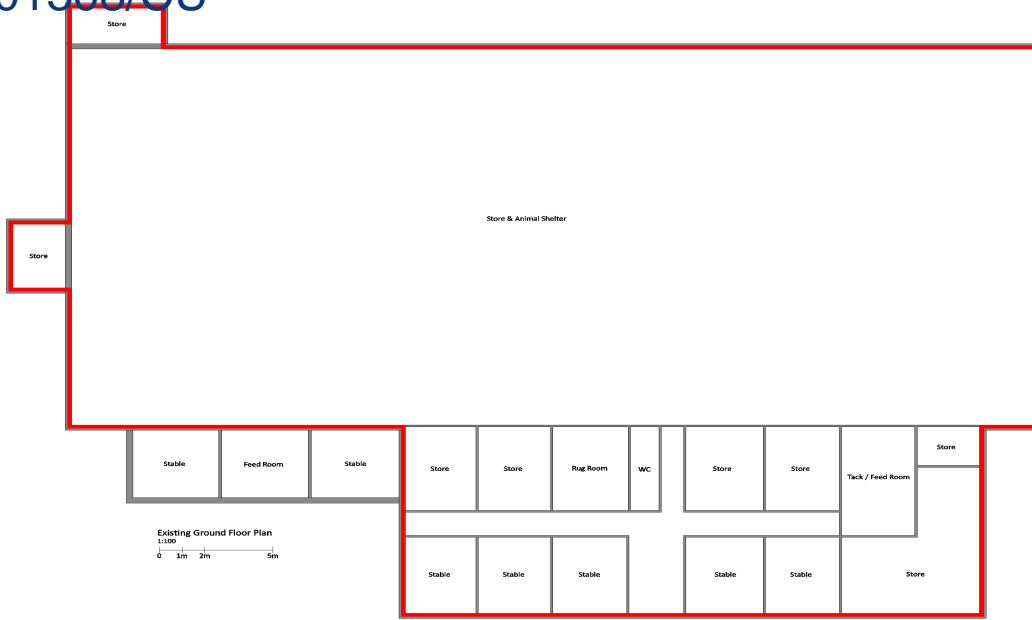 Store
Store & Animal Shelter
Store
Stable
Feed Room
Stable
Store
Store
Rug Room
WC
Store
Store
Tack / Feed Room
Store
Existing Ground Floor Plan
1:100
0 1m 2m 5m
Stable
Stable
Stable
Stable
Stable
Store